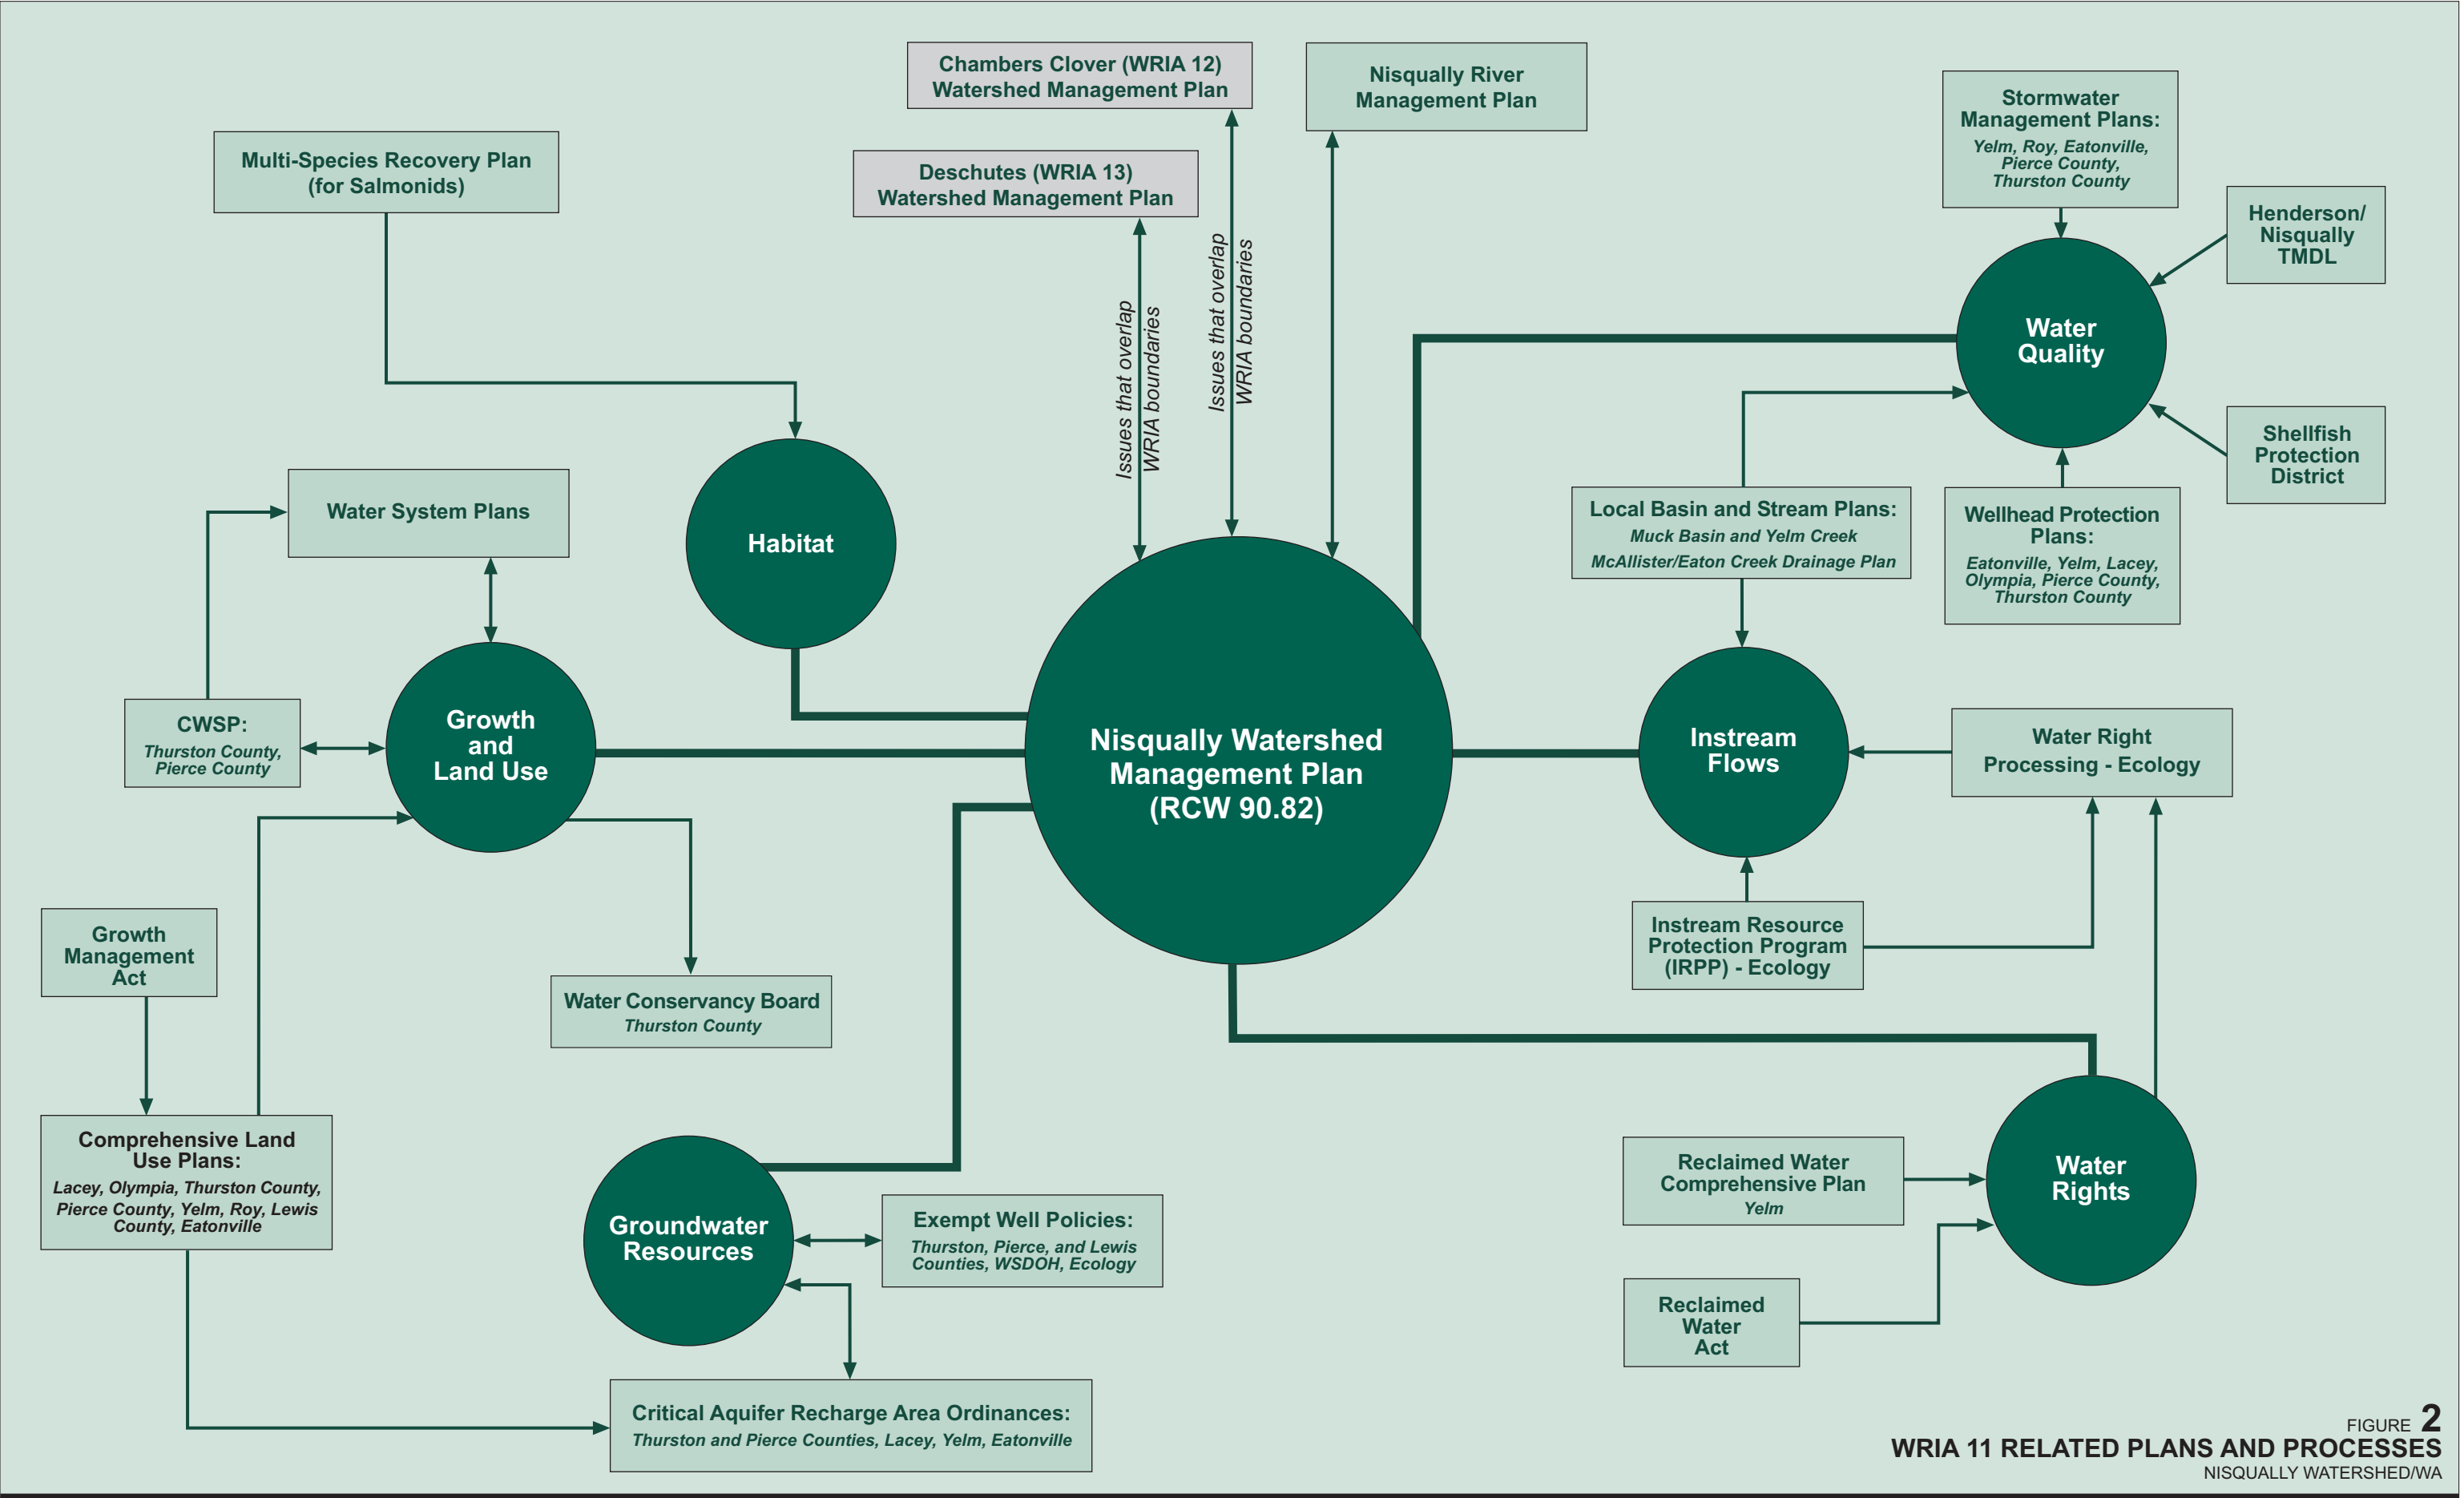 Chambers Clover (WRIA 12)
Watershed Management Plan
Nisqually River
Management Plan
Stormwater
Management Plans:
Yelm, Roy, Eatonville,
Pierce County,
Thurston County
Multi-Species Recovery Plan
(for Salmonids)
Deschutes (WRIA 13)
Watershed Management Plan
Henderson/
Nisqually
TMDL
Issues that overlap
WRIA boundaries
Issues that overlap
WRIA boundaries
Water
Quality
Shellfish
Protection
District
Water System Plans
Habitat
Local Basin and Stream Plans:
Muck Basin and Yelm Creek
McAllister/Eaton Creek Drainage Plan
Wellhead Protection
Plans:
Eatonville, Yelm, Lacey,
Olympia, Pierce County,
Thurston County
CWSP:
Thurston County,
Pierce County
Growth
and
Land Use
Nisqually Watershed
Management Plan
(RCW 90.82)
Instream
Flows
Water Right
Processing - Ecology
Growth
Management
Act
Water Conservancy Board
Thurston County
Instream Resource
Protection Program
(IRPP) - Ecology
Comprehensive Land
Use Plans:
Lacey, Olympia, Thurston County,
Pierce County, Yelm, Roy, Lewis
County, Eatonville
Groundwater
Resources
Exempt Well Policies:
Thurston, Pierce, and Lewis
Counties, WSDOH, Ecology
Reclaimed Water
Comprehensive Plan
Yelm
Water
Rights
Reclaimed
Water
Act
Critical Aquifer Recharge Area Ordinances:
Thurston and Pierce Counties, Lacey, Yelm, Eatonville
FIGURE 2
WRIA 11 RELATED PLANS AND PROCESSES
NISQUALLY WATERSHED/WA